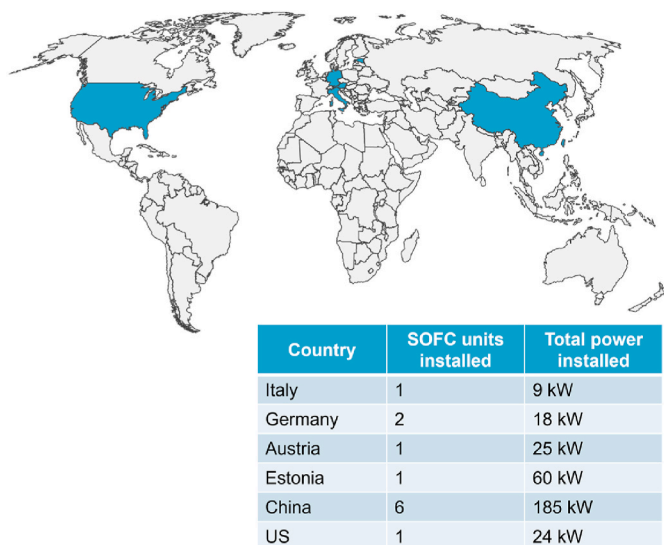 Country SOFC units installed Total power installed
Italy 1 9 kW
Germany 2 18 kW
Austria 1 25 kW
Estonia 1 60 kW
China 6 185 kW
US 1 24 kW